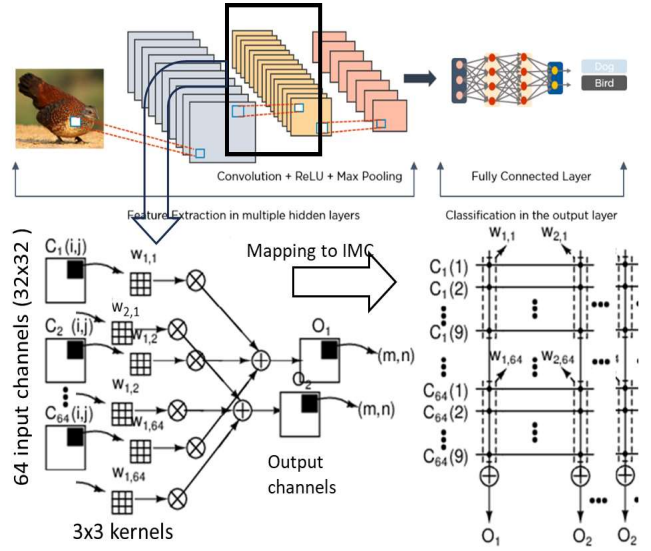 Dog
Bird
Convolution + ReLU + Max Pooling
Fully Connected Layer
Feature Extraction in multiple hidden layers
Classification in the output layer
64 input channels (32x32)
C1(i,j)
w1,1
w2,1
C2 (i,j)
w1,2
w1,2
C64(i,j)
w1,64
w1,64
3x3 kernels
Mapping to IMC
O1
(m,n)
O2
(m,n)
Output
channels
w1,1
w2,1
C1(1)
C1(2)
C1(9)
w1,64
w2,64
C64(1)
C64(2)
C64(9)
O1
O2
O2